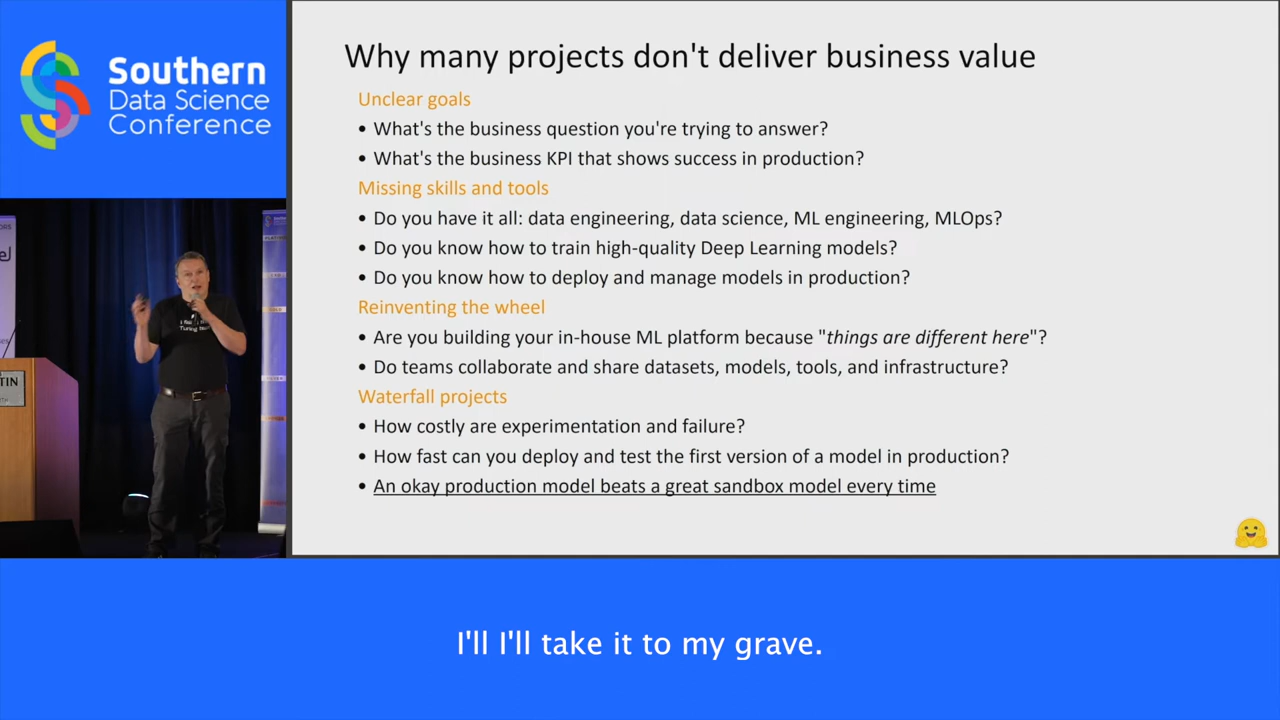 Southern
Data Science
Conference
Why many projects don't deliver business value
Unclear goals
• What's the business question you're trying to answer?
• What's the business KPI that shows success in production?
Missing skills and tools
• Do you have it all: data engineering, data science, ML engineering, MLOps?
• Do you know how to train high-quality Deep Learning models?
• Do you know how to deploy and manage models in production?
Reinventing the wheel
• Are you building your in-house ML platform because "things are different here"?
• Do teams collaborate and share datasets, models, tools, and infrastructure?
Waterfall projects
• How costly are experimentation and failure?
• How fast can you deploy and test the first version of a model in production?
• An okay production model beats a great sandbox model every time
TIN
I'll I'll take it to my grave.